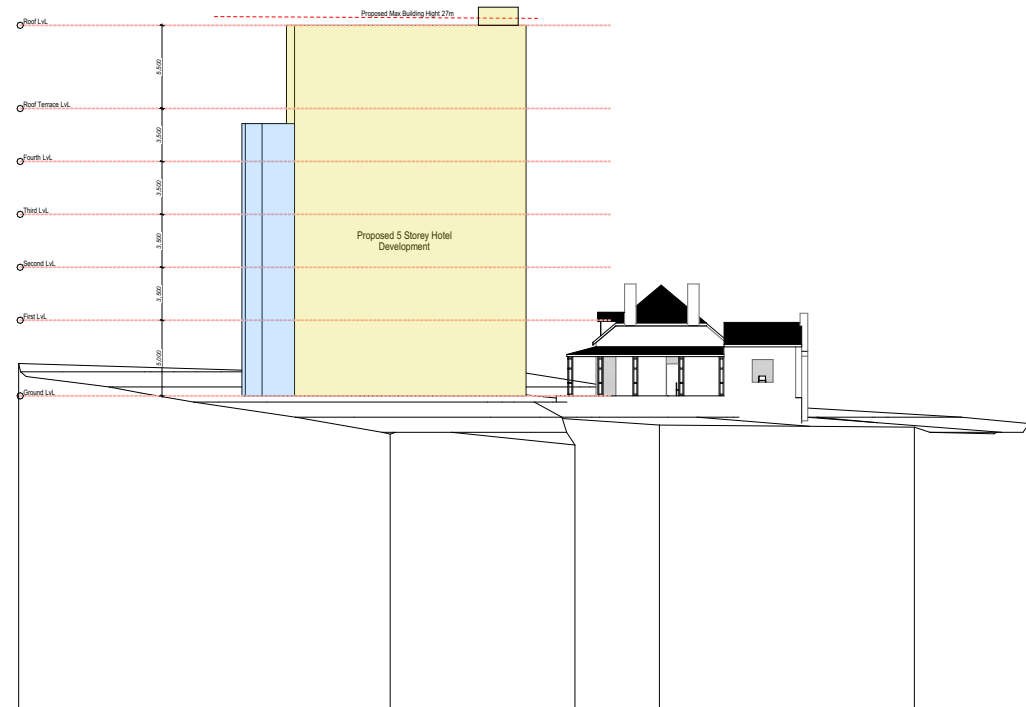 Proposed Max Building Hight 27m
Roof LvL
5,500
Roof Terrace LvL
3,500
Fourth LvL
3,500
Third LvL
3,500
Proposed 5 Storey Hotel
Development
Second LvL
3,500
First LvL
5,000
Ground LvL